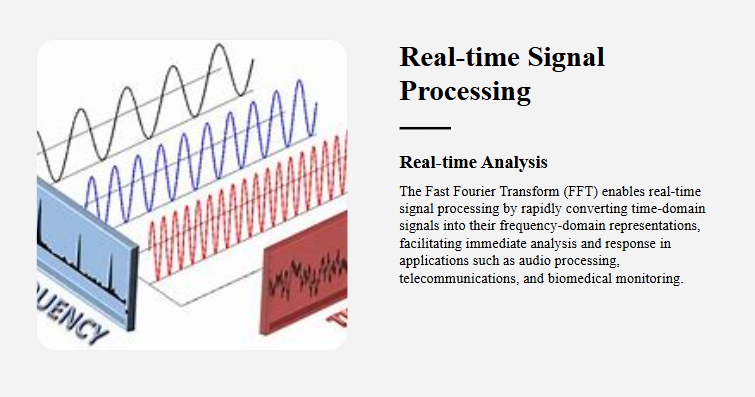 Real-time Signal
Processing
Real-time Analysis
The Fast Fourier Transform (FFT) enables real-time
signal processing by rapidly converting time-domain
signals into their frequency-domain representations,
facilitating immediate analysis and response in
applications such as audio processing,
telecommunications, and biomedical monitoring.
UENCY